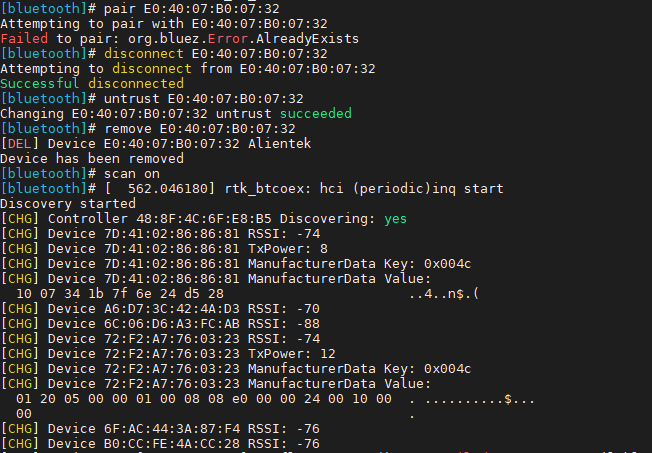 [bluetooth]# pair E0:40:07:B0:07:32
Attempting to pair with E0:40:07:B0:07:32
Failed to pair: org.bluez.Error.AlreadyExists
[bluetooth]# disconnect E0:40:07:B0:07:32
Attempting to disconnect from E0:40:07:B0:07:32
Successful disconnected
[bluetooth]# untrust E0:40:07:B0:07:32
Changing E0:40:07:B0:07:32 untrust succeeded
[bluetooth]# remove E0:40:07:B0:07:32
[DEL] Device E0:40:07:B0:07:32 Alientek
Device has been removed
[bluetooth]# scan on
[bluetooth]# [  562.046180] rtk_btcoex: hci (periodic)inq start
Discovery started
[CHG] Controller 48:8F:4C:6F:E8:B5 Discovering: yes
[CHG] Device 7D:41:02:86:86:81 RSSI: -74
[CHG] Device 7D:41:02:86:86:81 TxPower: 8
[CHG] Device 7D:41:02:86:86:81 ManufacturerData Key: 0x004c
[CHG] Device 7D:41:02:86:86:81 ManufacturerData Value:
  10 07 34 1b 7f 6e 24 d5 28                       ..4..n$.(
[CHG] Device A6:D7:3C:42:4A:D3 RSSI: -70
[CHG] Device 6C:06:D6:A3:FC:AB RSSI: -88
[CHG] Device 72:F2:A7:76:03:23 RSSI: -74
[CHG] Device 72:F2:A7:76:03:23 TxPower: 12
[CHG] Device 72:F2:A7:76:03:23 ManufacturerData Key: 0x004c
[CHG] Device 72:F2:A7:76:03:23 ManufacturerData Value:
  01 20 05 00 00 01 00 08 08 e0 00 00 24 00 10 00  . ..........$...
  00                                               .
[CHG] Device 6F:AC:44:3A:87:F4 RSSI: -76
[CHG] Device B0:CC:FE:4A:CC:28 RSSI: -76